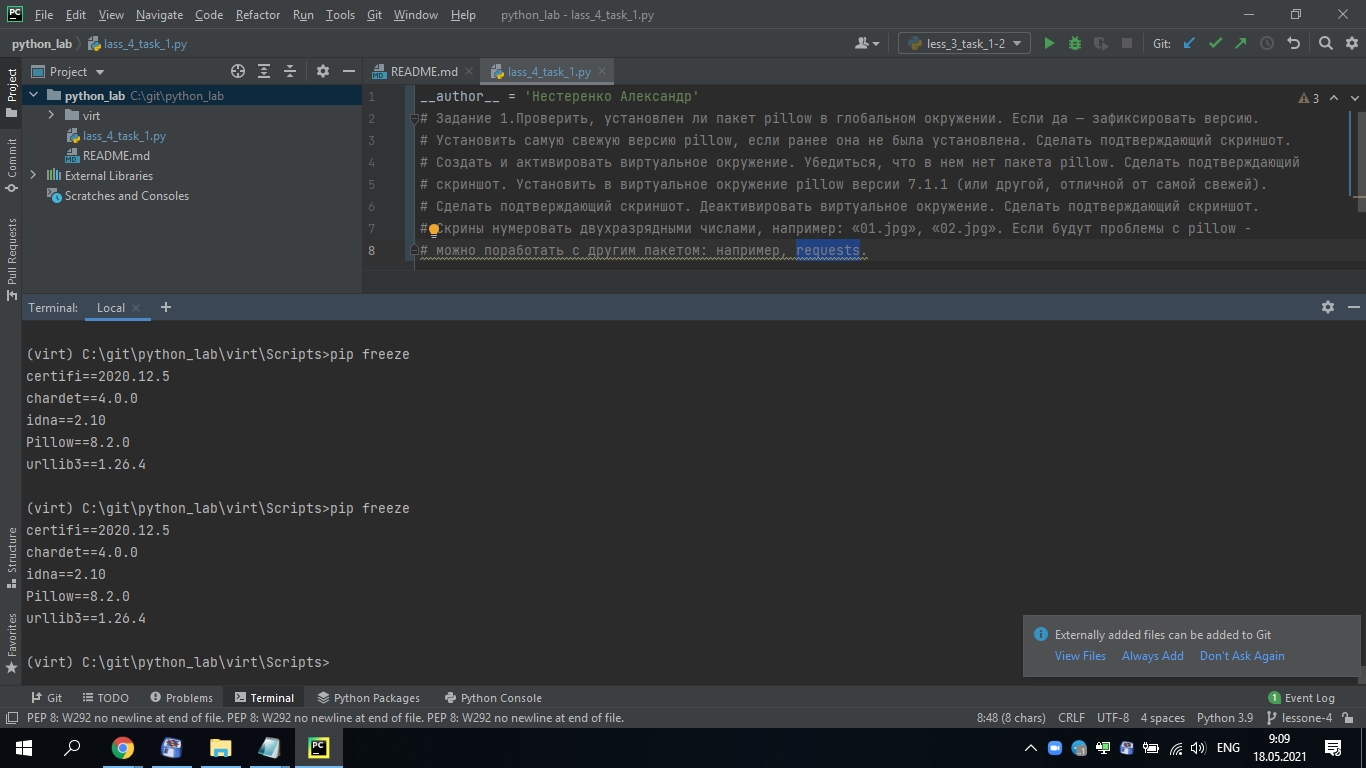 PC File Edit View Navigate Code Refactor Run Tools Git Window Help python_lab - lass_4_task_1.py
python_lab lass_4_task_1.py less_3_task_1-2 Git:
Project
README.md lass_4_task_1.py
python_lab C:\git\python_lab
virt
lass_4_task_1.py
README.md
External Libraries
Scratches and Consoles
Project
Commit
Pull Requests
Structure
Favorites
3
1 __author__ = 'Нестеренко Александр'
2 # Задание 1.Проверить, установлен ли пакет pillow в глобальном окружении. Если да — зафиксировать версию.
3 # Установить самую свежую версию pillow, если ранее она не была установлена. Сделать подтверждающий скриншот.
4 # Создать и активировать виртуальное окружение. Убедиться, что в нем нет пакета pillow. Сделать подтверждающий
5 # скриншот. Установить в виртуальное окружение pillow версии 7.1.1 (или другой, отличной от самой свежей).
6 # Сделать подтверждающий скриншот. Деактивировать виртуальное окружение. Сделать подтверждающий скриншот.
7 # Скрины нумеровать двухразрядными числами, например: «01.jpg», «02.jpg». Если будут проблемы с pillow -
8 # можно поработать с другим пакетом: например, requests.
Terminal: Local
(virt) C:\git\python_lab\virt\Scripts>pip freeze
certifi==2020.12.5
chardet==4.0.0
idna==2.10
Pillow==8.2.0
urllib3==1.26.4
(virt) C:\git\python_lab\virt\Scripts>pip freeze
certifi==2020.12.5
chardet==4.0.0
idna==2.10
Pillow==8.2.0
urllib3==1.26.4
(virt) C:\git\python_lab\virt\Scripts>
Externally added files can be added to Git
View Files Always Add Don't Ask Again
Git TODO Problems Terminal Python Packages Python Console 1 Event Log
PEP 8: W292 no newline at end of file. PEP 8: W292 no newline at end of file. PEP 8: W292 no newline at end of file. 8:48 (8 chars) CRLF UTF-8 4 spaces Python 3.9 lessone-4
PC ENG 9:09
18.05.2021